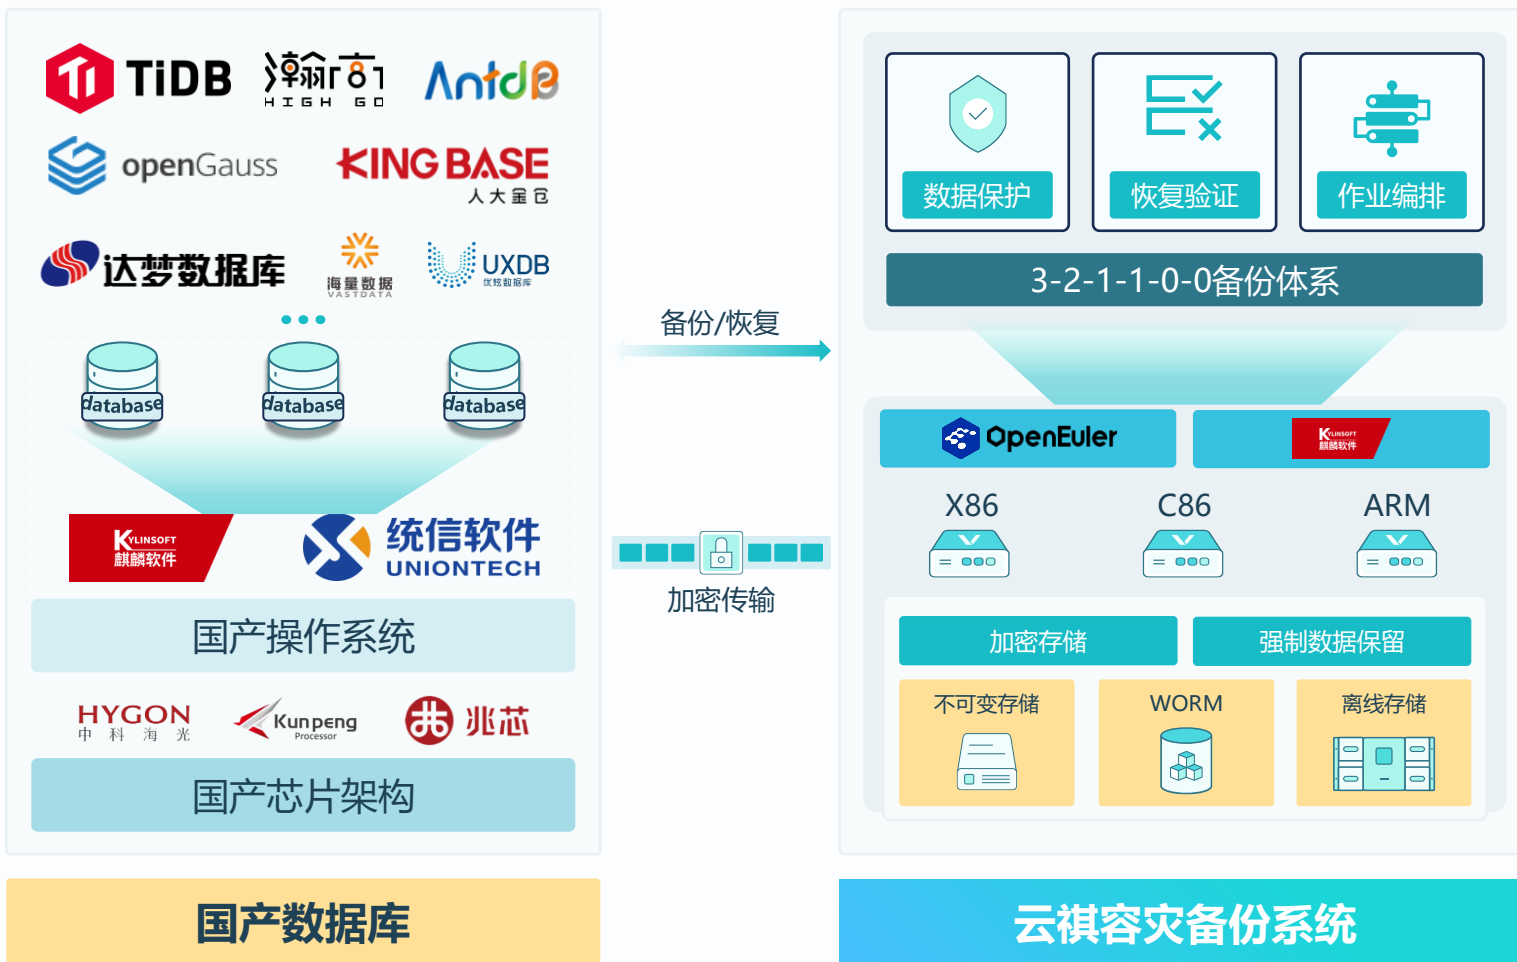 TiDB
瀚高
HIGH GO
AntdB
openGauss
KINGBASE
人大金仓
达梦数据库
海量数据
VASTDATA
UXDB
优炫数据库
database
database
database
KYLINSOFT
麒麟软件
统信软件
UNIONTECH
国产操作系统
HYGON
中科海光
Kunpeng
Processor
兆芯
国产芯片架构
国产数据库
备份/恢复
加密传输
数据保护
恢复验证
作业编排
3-2-1-1-0-0备份体系
OpenEuler
KYLINSOFT
麒麟软件
X86
C86
ARM
加密存储
强制数据保留
不可变存储
WORM
离线存储
云祺容灾备份系统